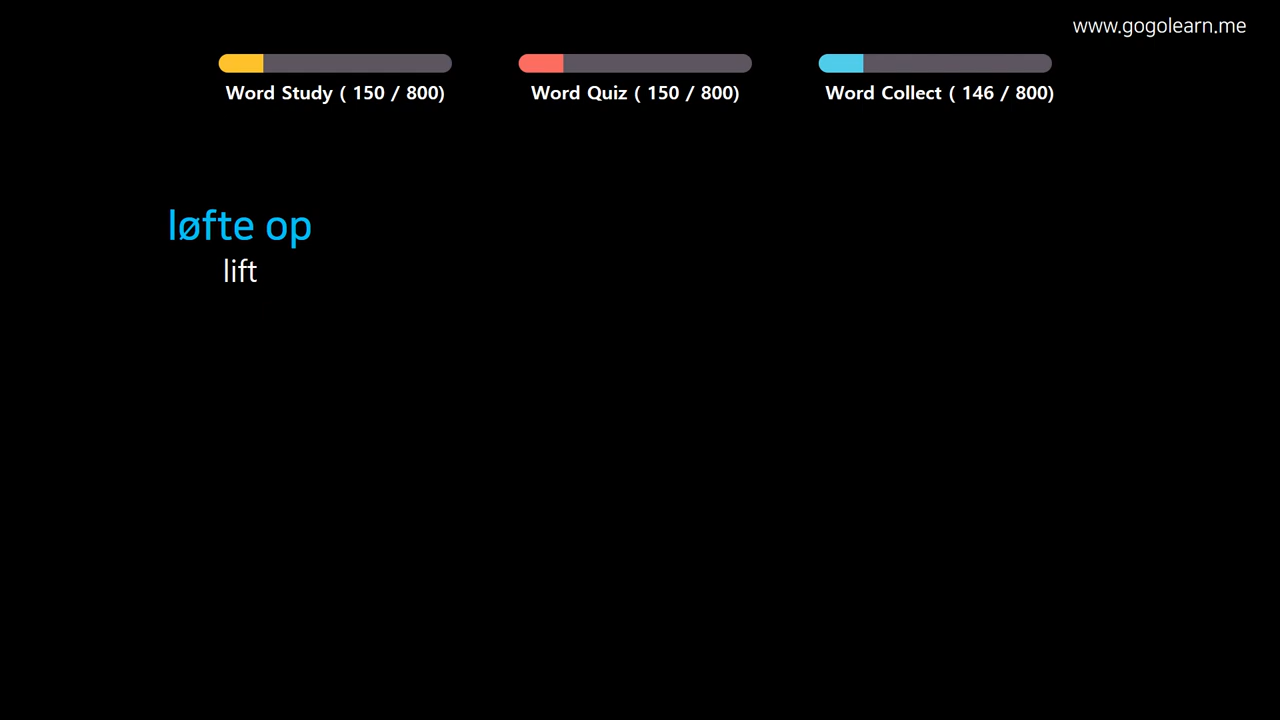 www.gogolearn.me
Word Study ( 150 / 800)
Word Quiz ( 150 / 800)
Word Collect ( 146 / 800)
løfte op
lift